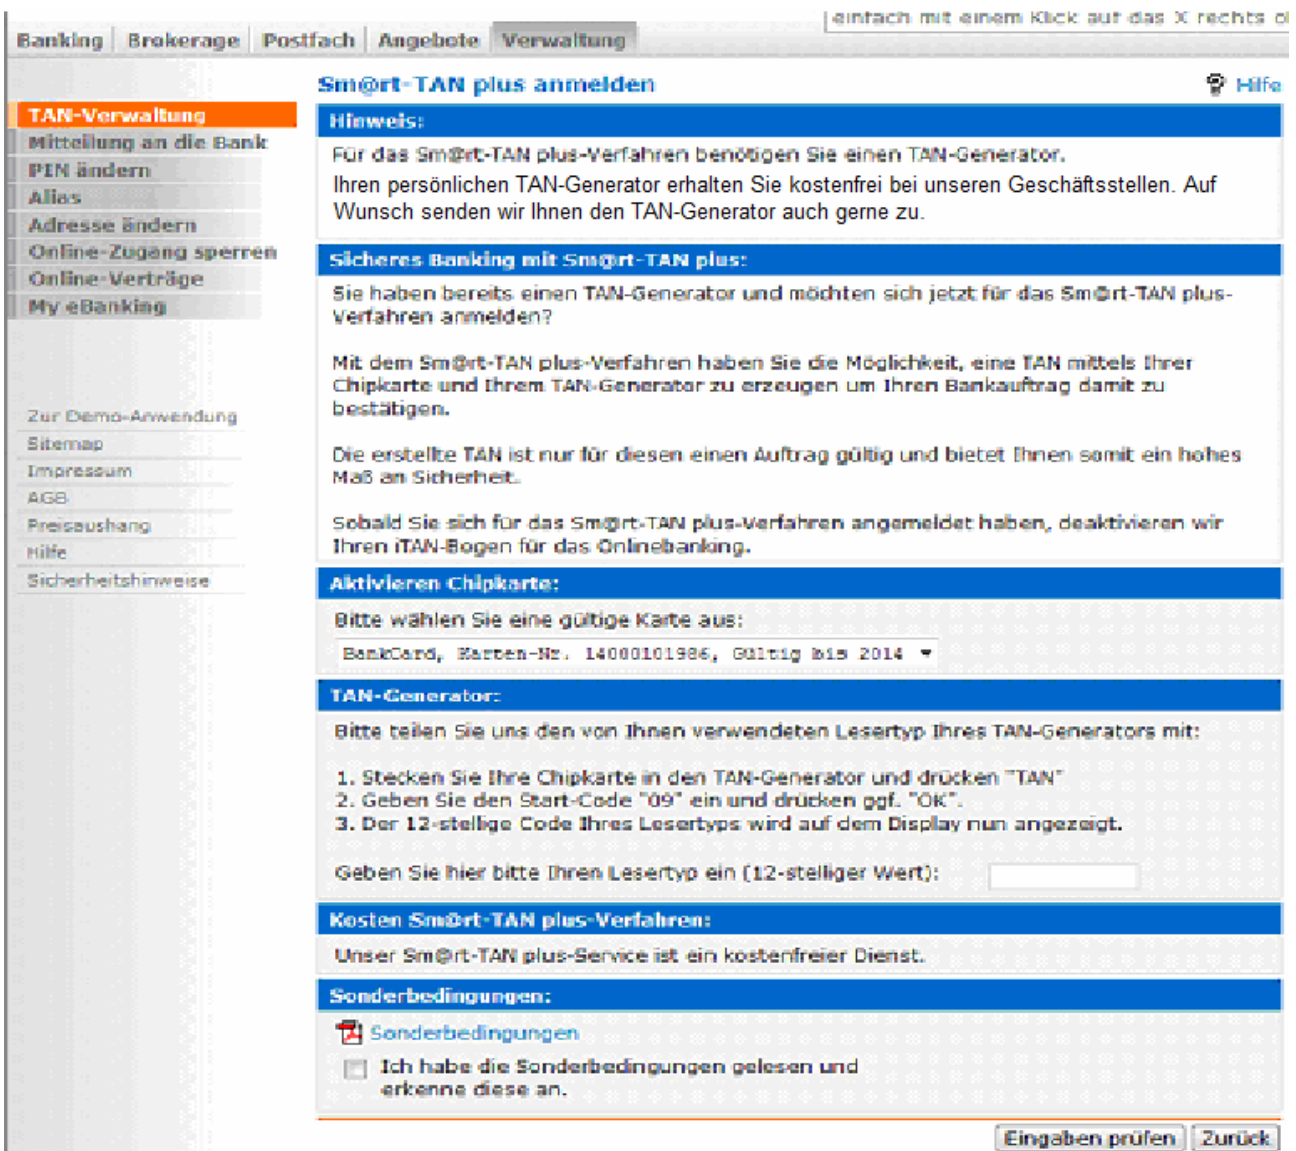 einfach mit einem Klick auf das X rechts
Banking Brokerage Postfach Angebote Verwaltung
Sm@rt-TAN plus anmelden
Hilfe
TAN-Verwaltung
Mitteilung an die Bank
PIN ändern
Alias
Adresse ändern
Online-Zugang sperren
Online-Verträge
My eBanking
Zur Demo-Anwendung
Sitemap
Impressum
AGB
Preisaushang
Hilfe
Sicherheitshinweise
Hinweis:
Für das Sm@rt-TAN plus-Verfahren benötigen Sie einen TAN-Generator.
Ihren persönlichen TAN-Generator erhalten Sie kostenfrei bei unseren Geschäftsstellen. Auf
Wunsch senden wir Ihnen den TAN-Generator auch gerne zu.
Sicheres Banking mit Sm@rt-TAN plus:
Sie haben bereits einen TAN-Generator und möchten sich jetzt für das Sm@rt-TAN plus-
Verfahren anmelden?
Mit dem Sm@rt-TAN plus-Verfahren haben Sie die Möglichkeit, eine TAN mittels Ihrer
Chipkarte und Ihrem TAN-Generator zu erzeugen um Ihren Bankauftrag damit zu
bestätigen.
Die erstellte TAN ist nur für diesen einen Auftrag gültig und bietet Ihnen somit ein hohes
Maß an Sicherheit.
Sobald Sie sich für das Sm@rt-TAN plus-Verfahren angemeldet haben, deaktivieren wir
Ihren iTAN-Bogen für das Onlinebanking.
Aktivieren Chipkarte:
Bitte wählen Sie eine gültige Karte aus:
BankCard, Karten-Nr. 14000101986, Gültig bis 2014
TAN-Generator:
Bitte teilen Sie uns den von Ihnen verwendeten Lesertyp Ihres TAN-Generators mit:
1. Stecken Sie Ihre Chipkarte in den TAN-Generator und drücken "TAN"
2. Geben Sie den Start-Code "09" ein und drücken ggf. "OK".
3. Der 12-stellige Code Ihres Lesertyps wird auf dem Display nun angezeigt.
Geben Sie hier bitte Ihren Lesertyp ein (12-stelliger Wert):
Kosten Sm@rt-TAN plus-Verfahren:
Unser Sm@rt-TAN plus-Service ist ein kostenfreier Dienst.
Sonderbedingungen:
Sonderbedingungen
Ich habe die Sonderbedingungen gelesen und
erkenne diese an.
Eingaben prüfen Zurück